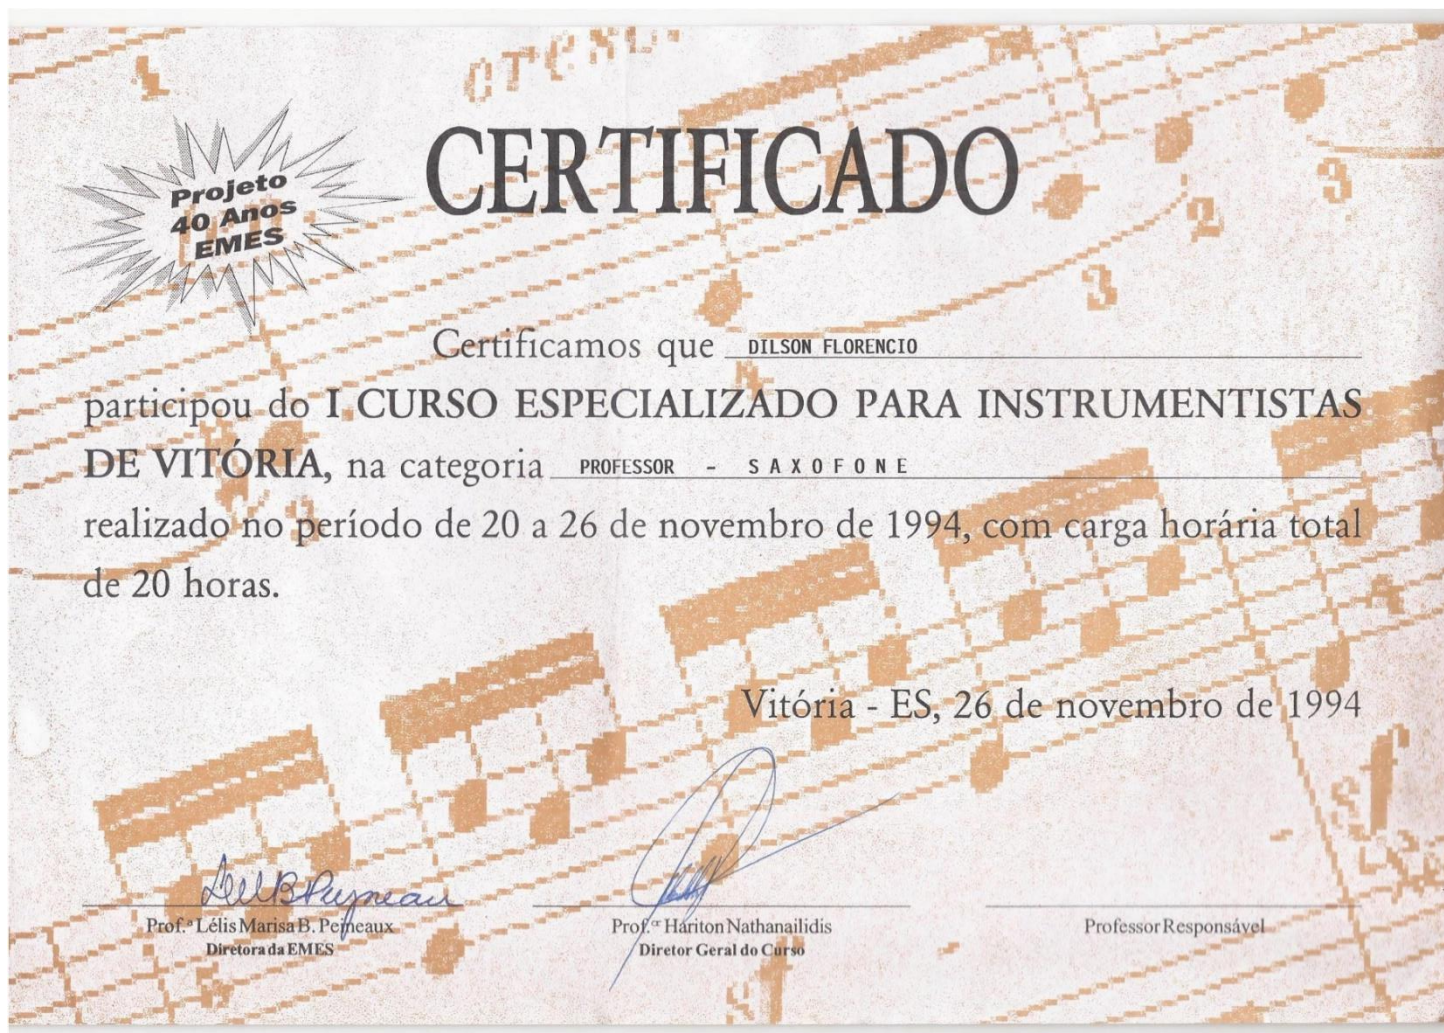 Projeto
40 Anos
EMES
CERTIFICADO
Certificamos que DILSON FLORENCIO
participou do I CURSO ESPECIALIZADO PARA INSTRUMENTISTAS
DE VITÓRIA, na categoria PROFESSOR - SAXOFONE
realizado no período de 20 a 26 de novembro de 1994, com carga horária total
de 20 horas.
Vitória - ES, 26 de novembro de 1994
Prof.ª Lélis Marisa B. Peineaux
Diretora da EMES
Prof.or Háriton Nathanailidis
Diretor Geral do Curso
Professor Responsável